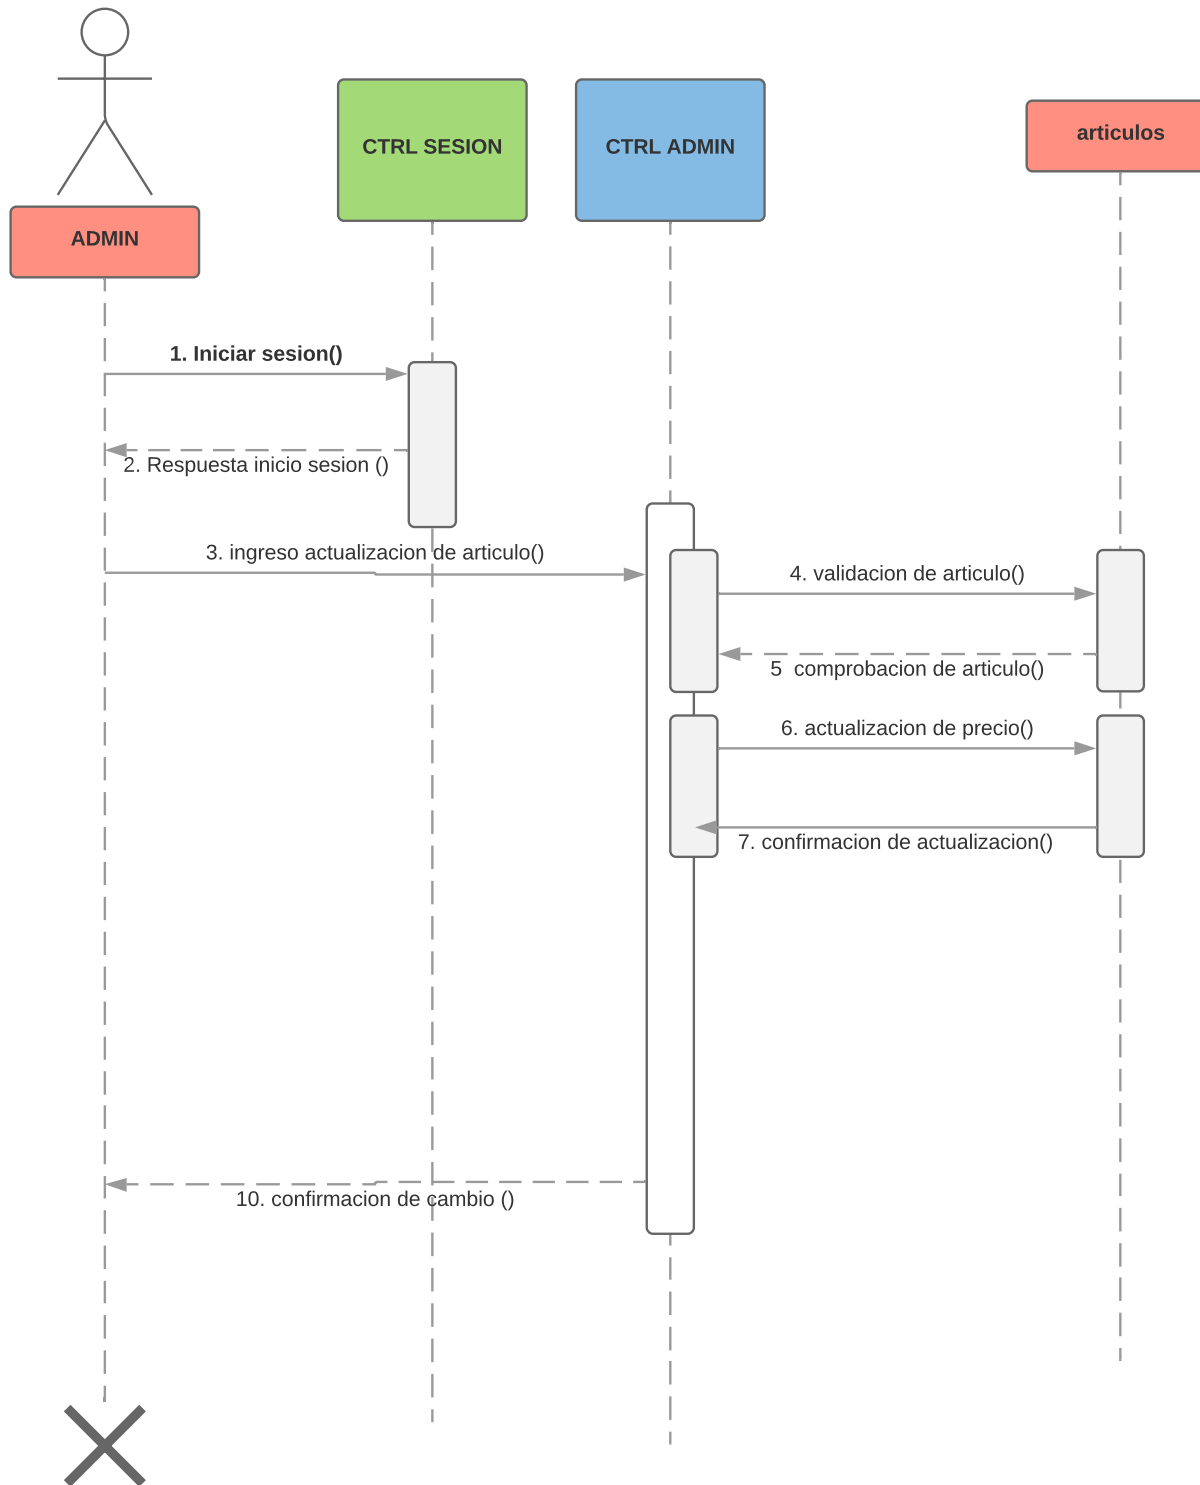 CTRL SESION
CTRL ADMIN
articulos
ADMIN
1. Iniciar sesion()
2. Respuesta inicio sesion ()
3. ingreso actualizacion de articulo()
4. validacion de articulo()
5  comprobacion de articulo()
6. actualizacion de precio()
7. confirmacion de actualizacion()
10. confirmacion de cambio ()